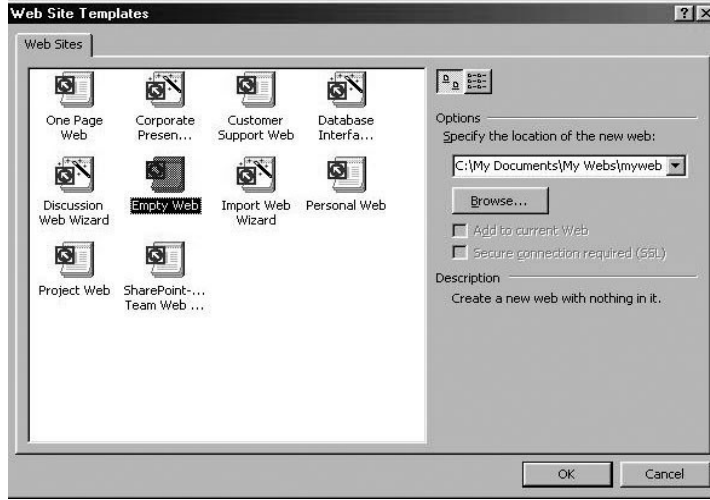 Web Site Templates
Web Sites
One Page
Web
Corporate
Presen...
Customer
Support Web
Database
Interfa...
Discussion
Web Wizard
Empty Web
Import Web
Wizard
Personal Web
Project Web
SharePoint-...
Team Web ...
Options
Specify the location of the new web:
C:\My Documents\My Webs\myweb
Browse...
Add to current Web
Secure connection required (SSL)
Description
Create a new web with nothing in it.
OK
Cancel